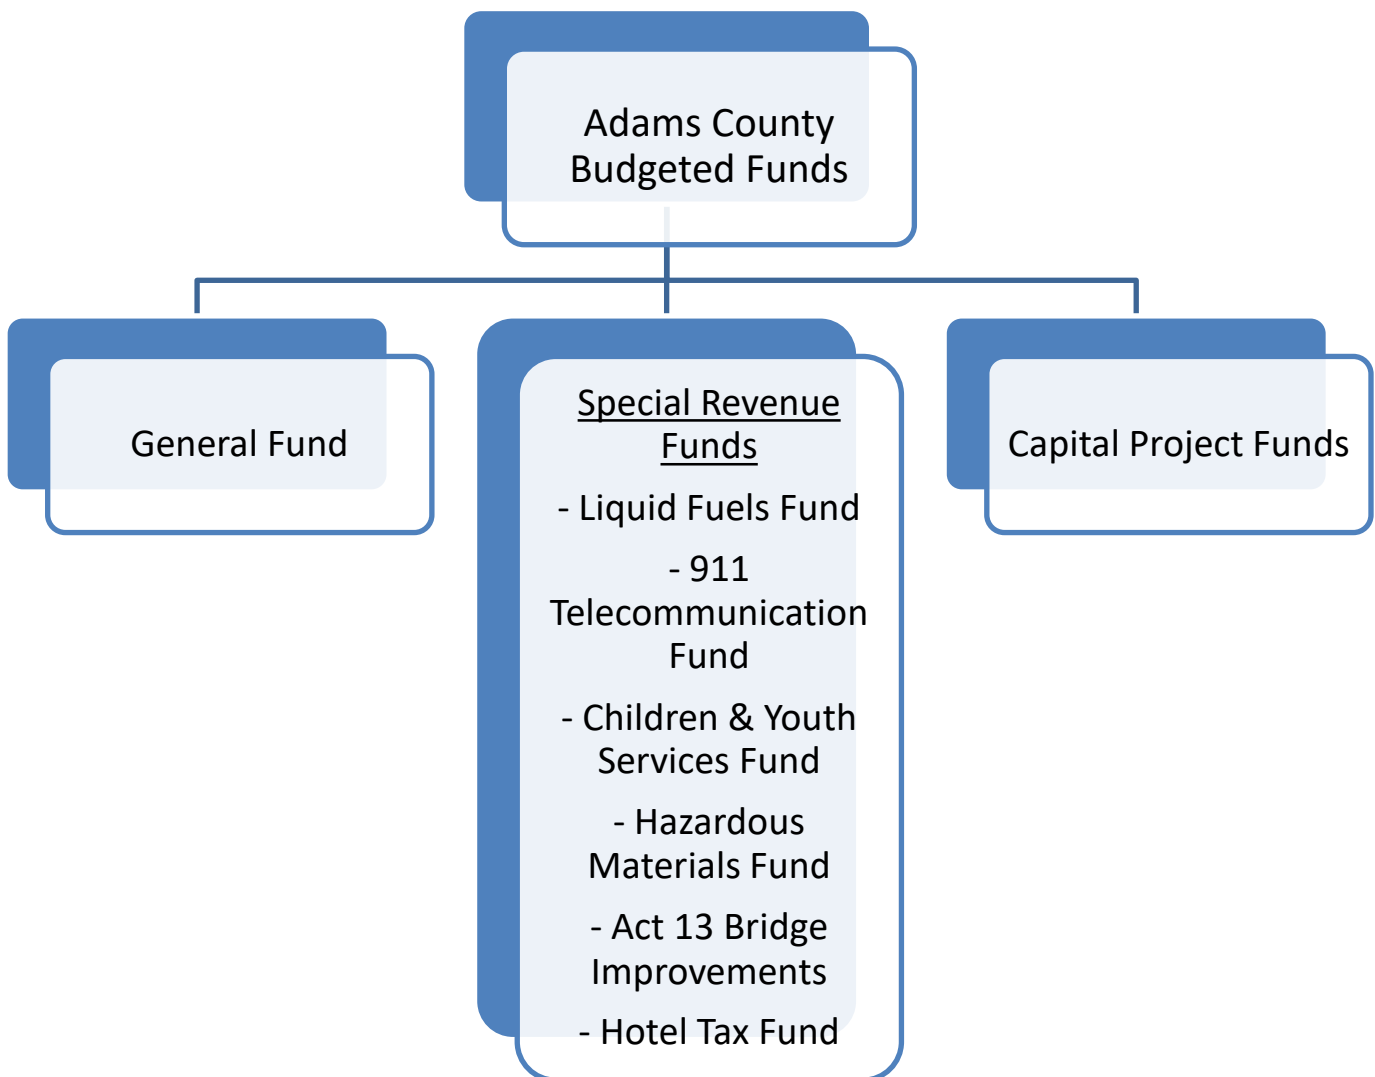 Adams County
Budgeted Funds
General Fund
Special Revenue
Funds
- Liquid Fuels Fund
- 911
Telecommunication
Fund
- Children & Youth
Services Fund
- Hazardous
Materials Fund
- Act 13 Bridge
Improvements
- Hotel Tax Fund
Capital Project Funds